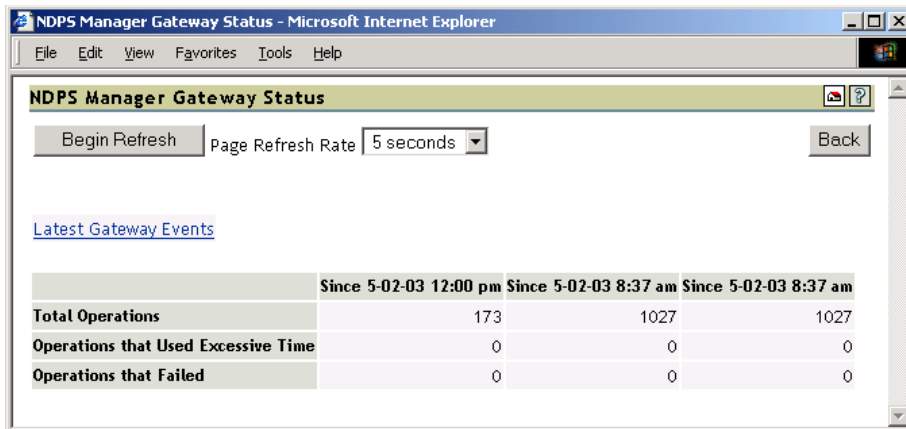 NDPS Manager Gateway Status - Microsoft Internet Explorer
File Edit View Favorites Tools Help
NDPS Manager Gateway Status
Begin Refresh Page Refresh Rate 5 seconds Back
Latest Gateway Events
Since 5-02-03 12:00 pm Since 5-02-03 8:37 am Since 5-02-03 8:37 am
Total Operations 173 1027 1027
Operations that Used Excessive Time 0 0 0
Operations that Failed 0 0 0